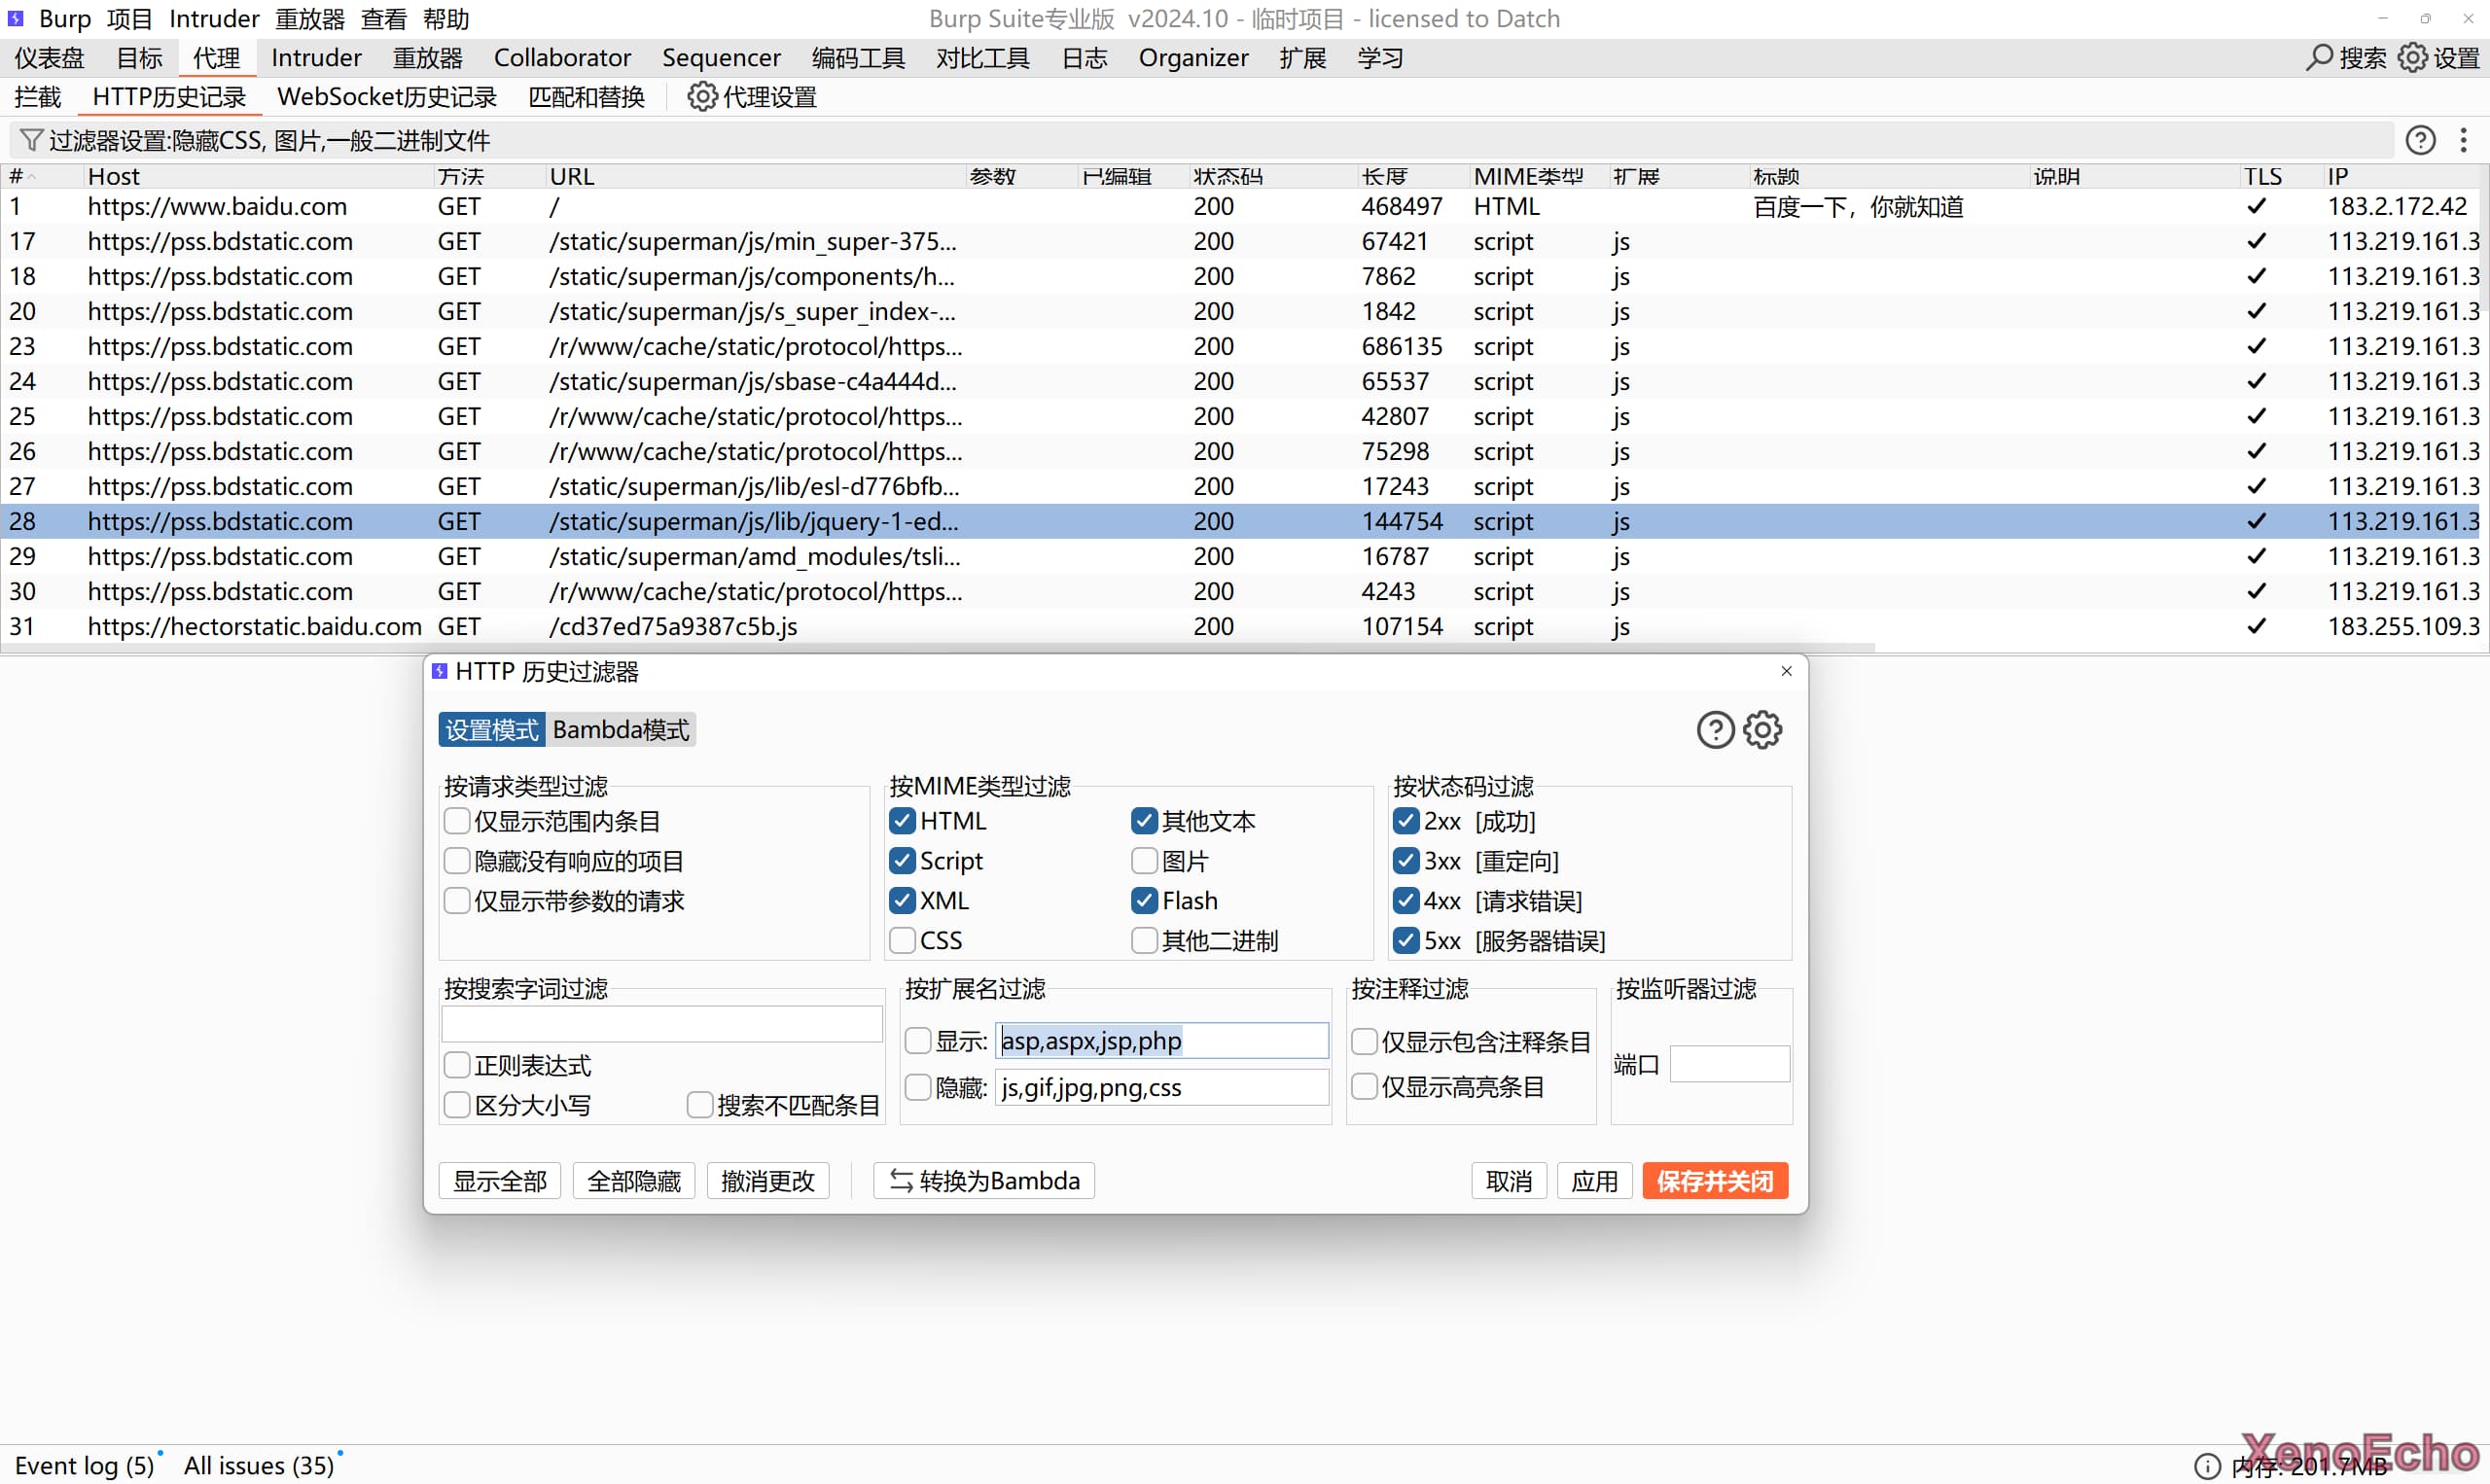 Burp 项目 Intruder 重放器 查看 帮助 Burp Suite专业版 v2024.10 - 临时项目 - licensed to Datch
仪表盘 目标 代理 Intruder 重放器 Collaborator Sequencer 编码工具 对比工具 日志 Organizer 扩展 学习 搜索 设置
拦截 HTTP历史记录 WebSocket历史记录 匹配和替换 代理设置
过滤器设置:隐藏CSS, 图片,一般二进制文件
# Host 方法 URL 参数 已编辑 状态码 长度 MIME类型 扩展 标题 说明 TLS IP
1 https://www.baidu.com GET / 200 468497 HTML 百度一下，你就知道 183.2.172.42
17 https://pss.bdstatic.com GET /static/superman/js/min_super-375... 200 67421 script js 113.219.161.3
18 https://pss.bdstatic.com GET /static/superman/js/components/h... 200 7862 script js 113.219.161.3
20 https://pss.bdstatic.com GET /static/superman/js/s_super_index-... 200 1842 script js 113.219.161.3
23 https://pss.bdstatic.com GET /r/www/cache/static/protocol/https... 200 686135 script js 113.219.161.3
24 https://pss.bdstatic.com GET /static/superman/js/sbase-c4a444d... 200 65537 script js 113.219.161.3
25 https://pss.bdstatic.com GET /r/www/cache/static/protocol/https... 200 42807 script js 113.219.161.3
26 https://pss.bdstatic.com GET /r/www/cache/static/protocol/https... 200 75298 script js 113.219.161.3
27 https://pss.bdstatic.com GET /static/superman/js/lib/esl-d776bfb... 200 17243 script js 113.219.161.3
28 https://pss.bdstatic.com GET /static/superman/js/lib/jquery-1-ed... 200 144754 script js 113.219.161.3
29 https://pss.bdstatic.com GET /static/superman/amd_modules/tsli... 200 16787 script js 113.219.161.3
30 https://pss.bdstatic.com GET /r/www/cache/static/protocol/https... 200 4243 script js 113.219.161.3
31 https://hectorstatic.baidu.com GET /cd37ed75a9387c5b.js 200 107154 script js 183.255.109.3
HTTP 历史过滤器
设置模式 Bambda模式
按请求类型过滤 按MIME类型过滤 按状态码过滤
仅显示范围内条目 HTML 其他文本 2xx [成功]
隐藏没有响应的项目 Script 图片 3xx [重定向]
仅显示带参数的请求 XML Flash 4xx [请求错误]
CSS 其他二进制 5xx [服务器错误]
按搜索字词过滤 按扩展名过滤 按注释过滤 按监听器过滤
显示: asp,aspx,jsp,php 仅显示包含注释条目
正则表达式 端口
隐藏: js,gif,jpg,png,css 仅显示高亮条目
区分大小写 搜索不匹配条目
显示全部 全部隐藏 撤消更改 转换为Bambda 取消 应用 保存并关闭
Event log (5) All issues (35) 内存: 201.7MB
XenoEcho